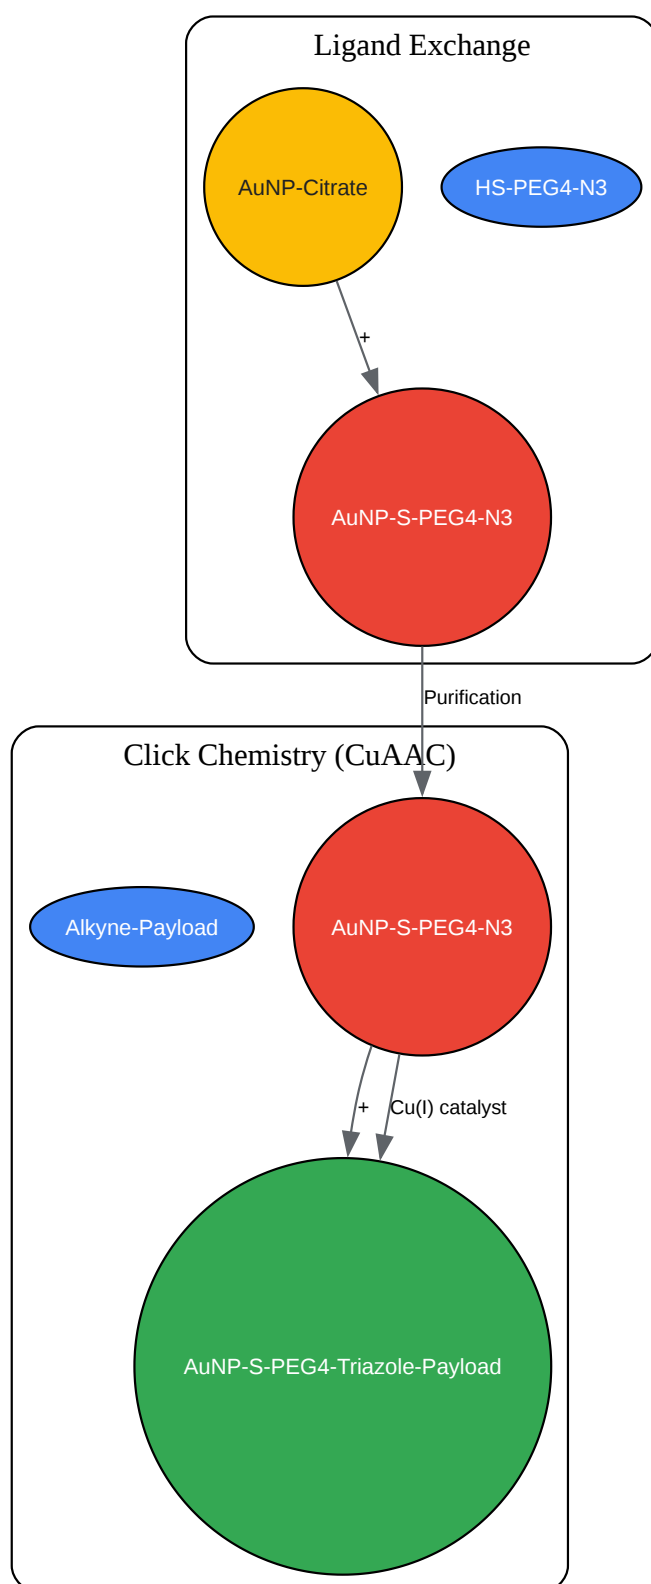 Ligand Exchange
AuNP-Citrate
HS-PEG4-N3
+
AuNP-S-PEG4-N3
Purification
Click Chemistry (CuAAC)
Alkyne-Payload
AuNP-S-PEG4-N3
+
Cu(I) catalyst
AuNP-S-PEG4-Triazole-Payload